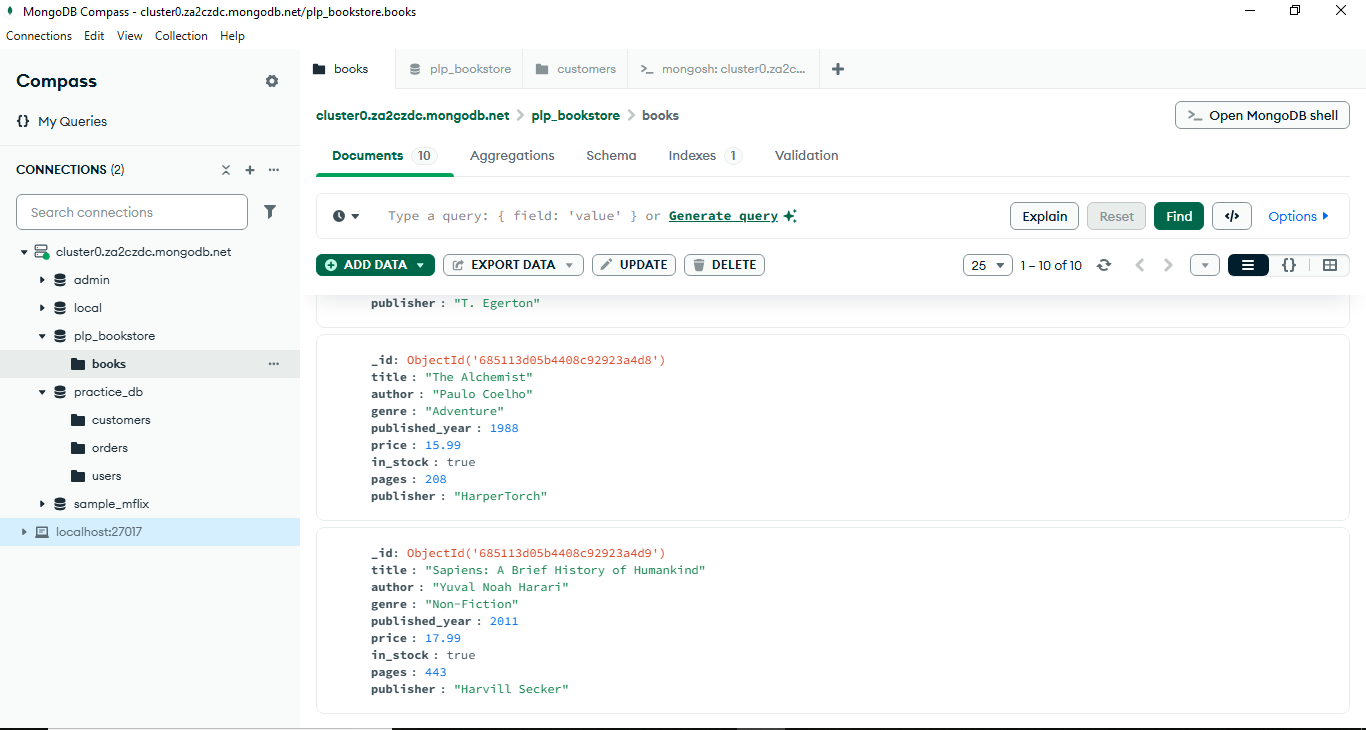 MongoDB Compass - cluster0.za2czdc.mongodb.net/plp_bookstore.books
Connections Edit View Collection Help
Compass
{} My Queries
CONNECTIONS (2)
Search connections
cluster0.za2czdc.mongodb.net
admin
local
plp_bookstore
books
practice_db
customers
orders
users
sample_mflix
localhost:27017
books plp_bookstore customers >_ mongosh: cluster0.za2c... +
cluster0.za2czdc.mongodb.net > plp_bookstore > books
>_ Open MongoDB shell
Documents 10 Aggregations Schema Indexes 1 Validation
Type a query: { field: 'value' } or Generate query
Explain Reset Find </> Options
ADD DATA EXPORT DATA UPDATE DELETE
25 1 – 10 of 10 {}
publisher : "T. Egerton"
_id: ObjectId('685113d05b4408c92923a4d8')
title : "The Alchemist"
author : "Paulo Coelho"
genre : "Adventure"
published_year : 1988
price : 15.99
in_stock : true
pages : 208
publisher : "HarperTorch"
_id: ObjectId('685113d05b4408c92923a4d9')
title : "Sapiens: A Brief History of Humankind"
author : "Yuval Noah Harari"
genre : "Non-Fiction"
published_year : 2011
price : 17.99
in_stock : true
pages : 443
publisher : "Harvill Secker"